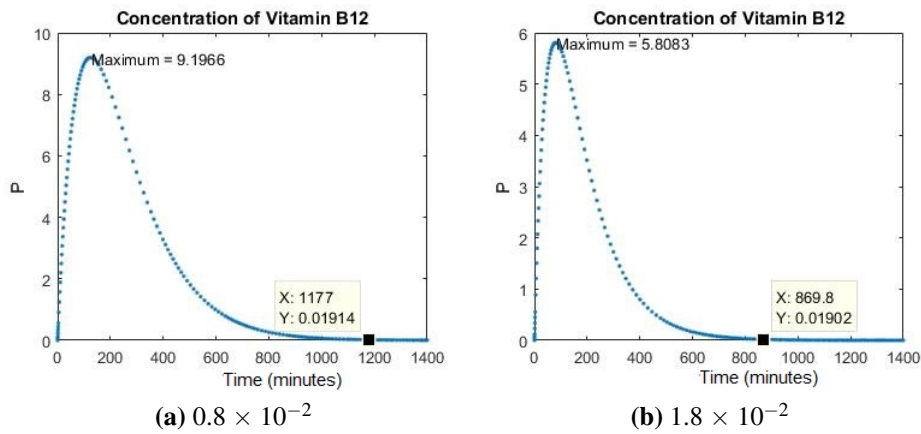 Concentration of Vitamin B12
10
8
6
4
2
0
P
Maximum = 9.1966
X: 1177
Y: 0.01914
0 200 400 600 800 1000 1200 1400
Time (minutes)
(a) 0.8 × 10⁻²
Concentration of Vitamin B12
6
5
4
3
2
1
0
P
Maximum = 5.8083
X: 869.8
Y: 0.01902
0 200 400 600 800 1000 1200 1400
Time (minutes)
(b) 1.8 × 10⁻²